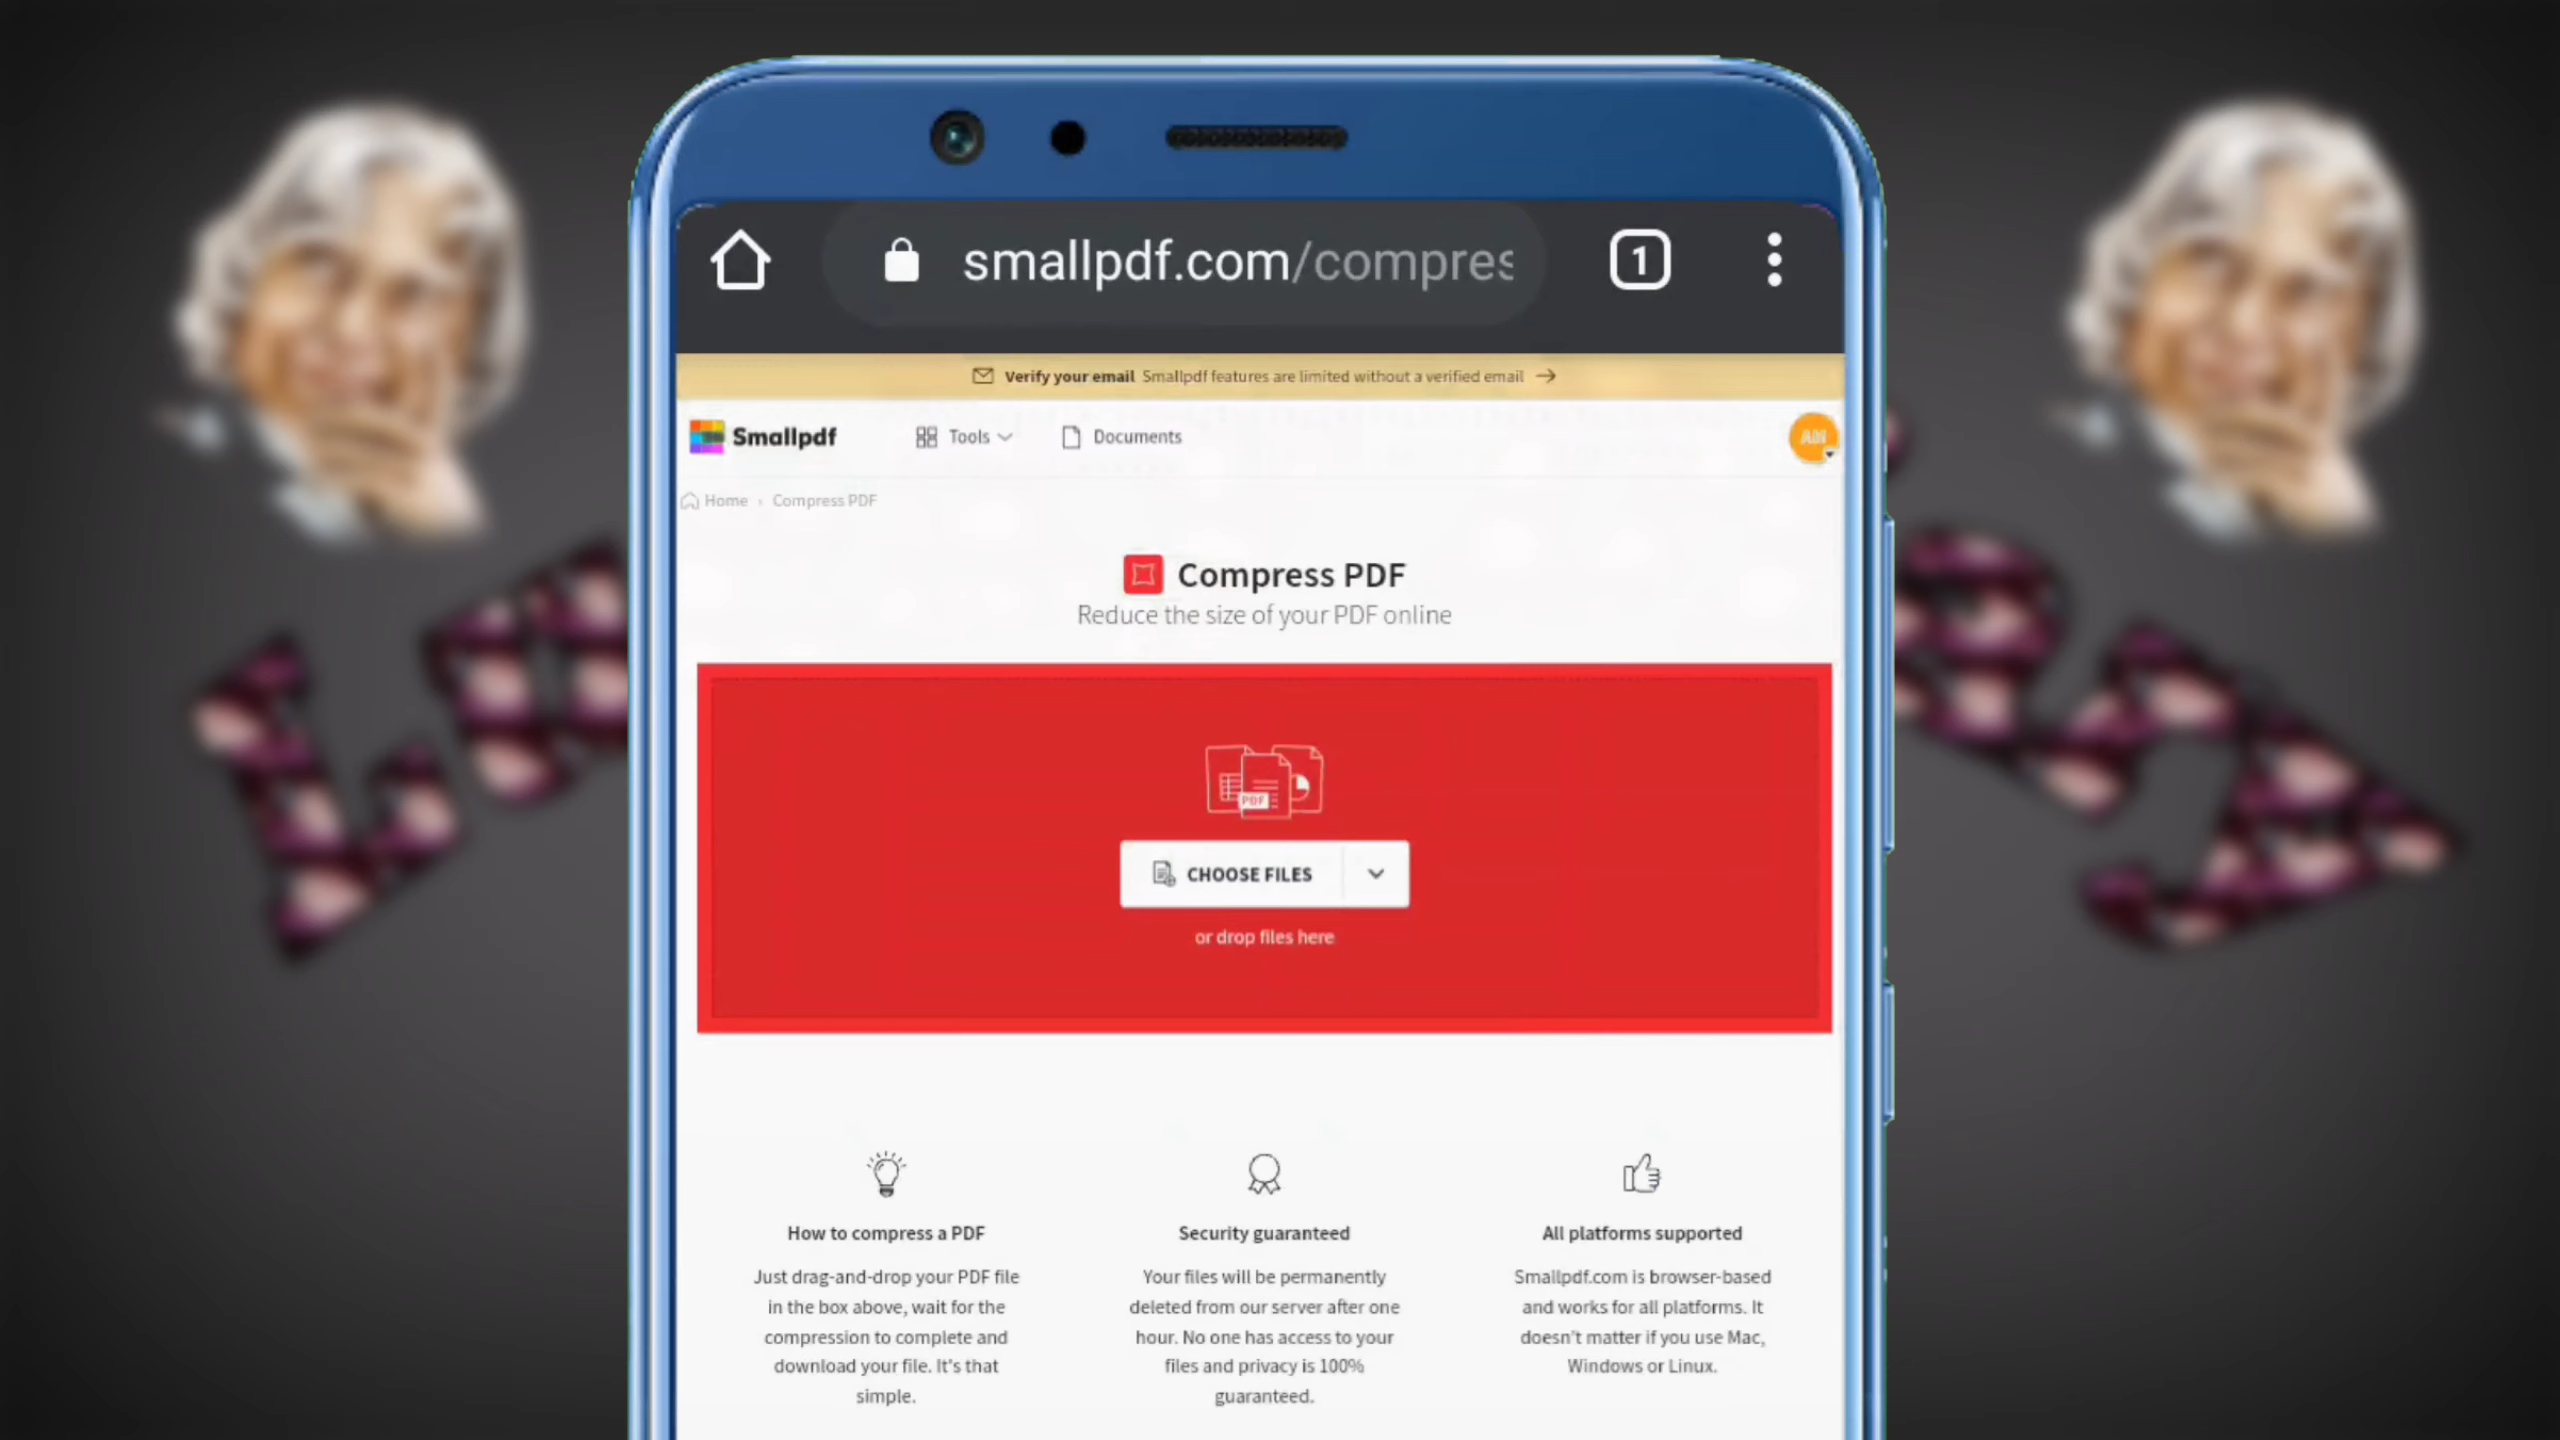 smallpdf.com/compres
1
Verify your email Smallpdf features are limited without a verified email
Smallpdf
Tools
Documents
AW
Home › Compress PDF
Compress PDF
Reduce the size of your PDF online
PDF
CHOOSE FILES
or drop files here
How to compress a PDF
Just drag-and-drop your PDF file
in the box above, wait for the
compression to complete and
download your file. It's that
simple.
Security guaranteed
Your files will be permanently
deleted from our server after one
hour. No one has access to your
files and privacy is 100%
guaranteed.
All platforms supported
Smallpdf.com is browser-based
and works for all platforms. It
doesn't matter if you use Mac,
Windows or Linux.